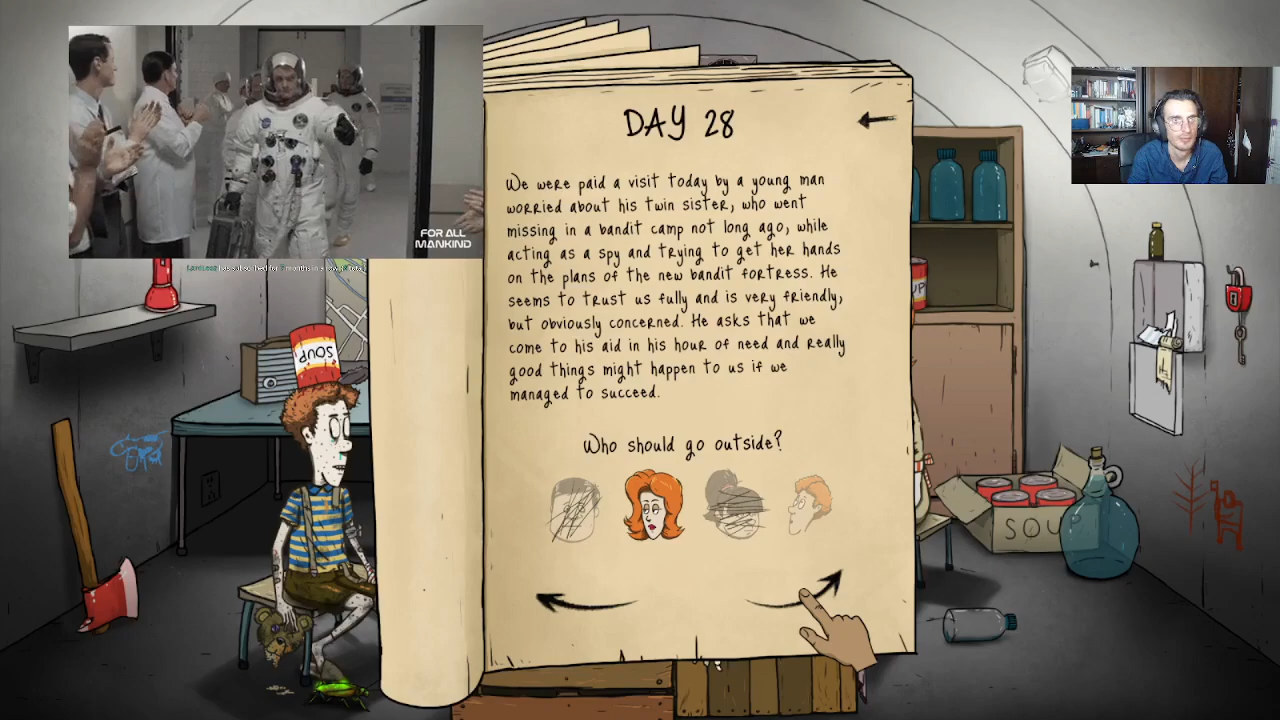 FOR ALL
MANKIND
DAY 28
We were paid a visit today by a young man
worried about his twin sister, who went
missing in a bandit camp not long ago, while
acting as a spy and trying to get her hands
on the plans of the new bandit fortress. He
seems to trust us fully and is very friendly,
but obviously concerned. He asks that we
come to his aid in his hour of need and really
good things might happen to us if we
managed to succeed.
Who should go outside?
SOUP
SOUP